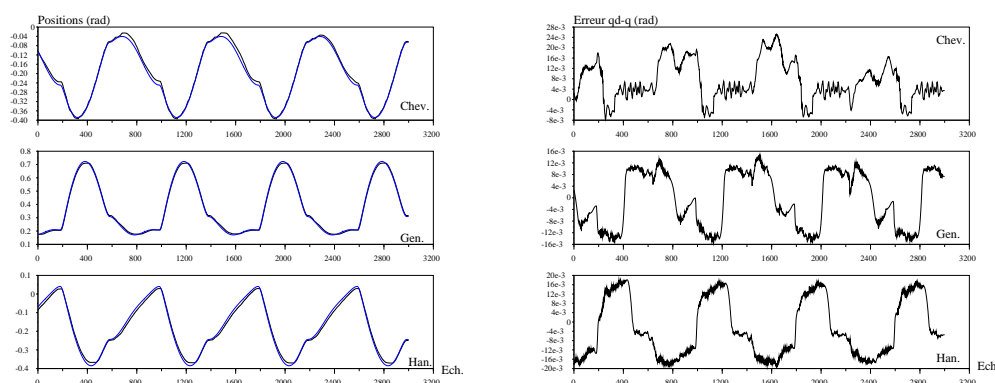 Positions (rad)
Erreur qd-q (rad)
0
-0.04
-0.08
-0.12
-0.16
-0.20
-0.24
-0.28
-0.32
-0.36
-0.40
Chev.
0 400 800 1200 1600 2000 2400 2800 3200
28e-3
24e-3
20e-3
16e-3
12e-3
8e-3
4e-3
0
-4e-3
-8e-3
Chev.
0 400 800 1200 1600 2000 2400 2800 3200
0.8
0.7
0.6
0.5
0.4
0.3
0.2
0.1
Gen.
0 400 800 1200 1600 2000 2400 2800 3200
16e-3
12e-3
8e-3
4e-3
0
-4e-3
-8e-3
-12e-3
-16e-3
Gen.
0 400 800 1200 1600 2000 2400 2800 3200
0.1
0
-0.1
-0.2
-0.3
-0.4
Han.
Ech.
0 400 800 1200 1600 2000 2400 2800 3200
20e-3
16e-3
12e-3
8e-3
4e-3
0
-4e-3
-8e-3
-12e-3
-16e-3
-20e-3
Han.
Ech
0 400 800 1200 1600 2000 2400 2800 3200